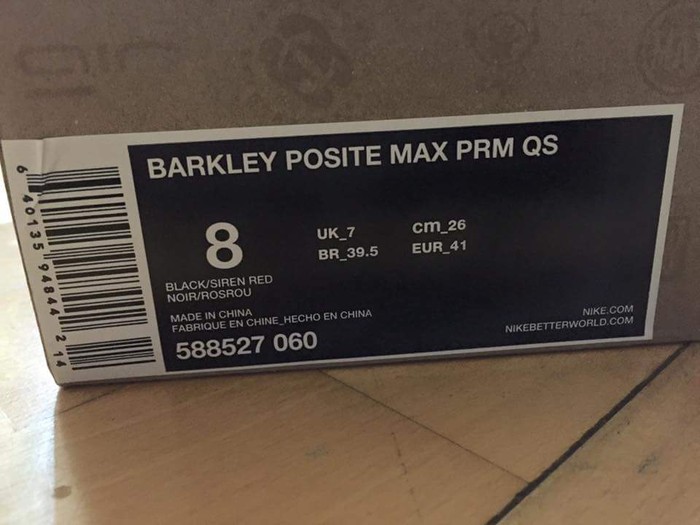 BARKLEY POSITE MAX PRM QS
8
UK_7 cm_26
BR_39.5 EUR_41
BLACK/SIREN RED
NOIR/ROSROU
MADE IN CHINA
FABRIQUE EN CHINE_HECHO EN CHINA
588527 060
NIKE.COM
NIKEBETTERWORLD.COM
6 40135 94844 2 14